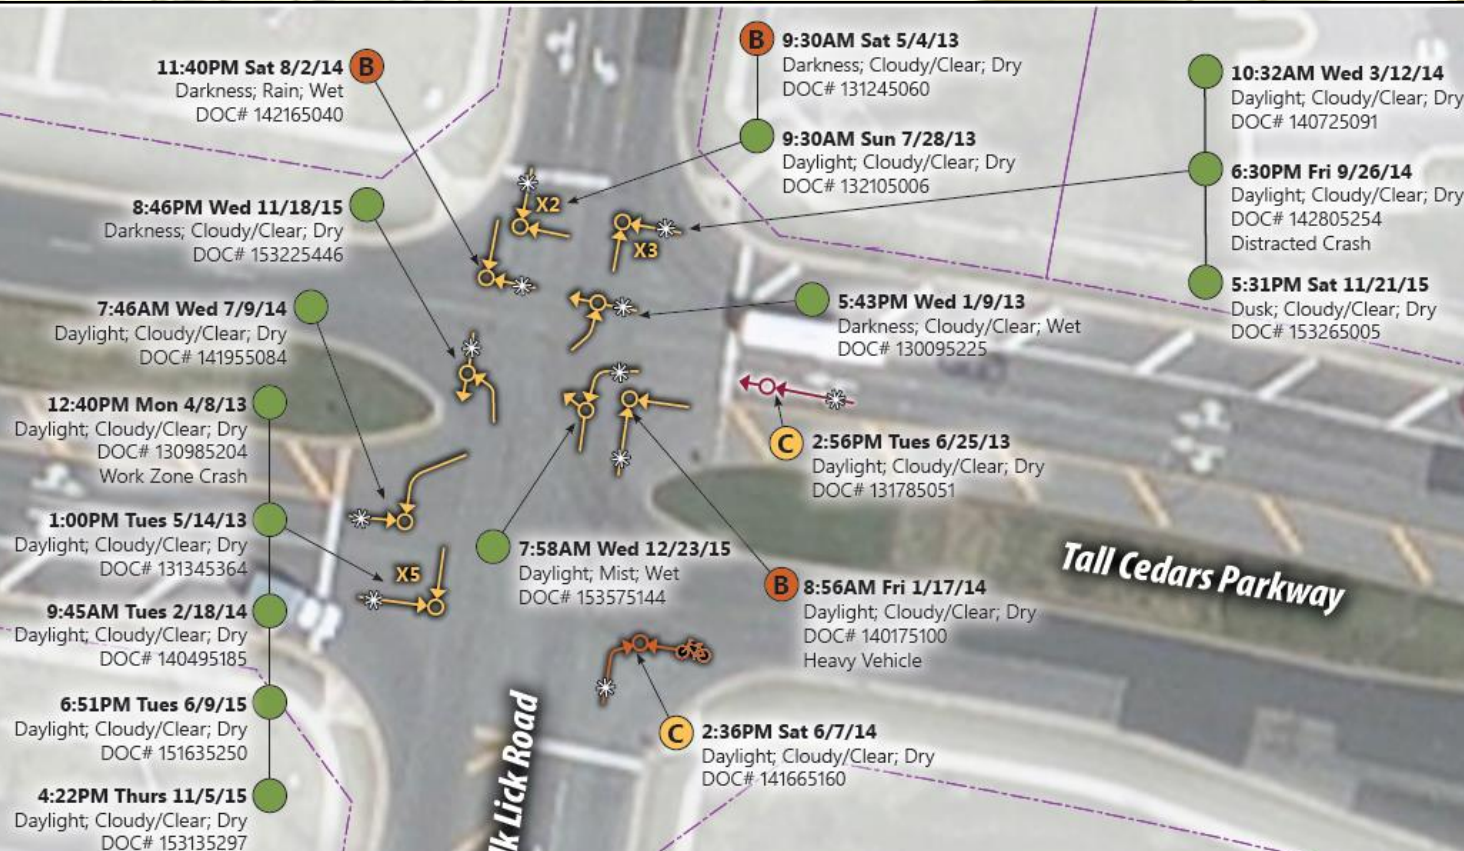 11:40PM Sat 8/2/14
Darkness; Rain; Wet
DOC# 142165040
B
B
9:30AM Sat 5/4/13
Darkness; Cloudy/Clear; Dry
DOC# 131245060
9:30AM Sun 7/28/13
Daylight; Cloudy/Clear; Dry
DOC# 132105006
10:32AM Wed 3/12/14
Daylight; Cloudy/Clear; Dry
DOC# 140725091
6:30PM Fri 9/26/14
Daylight; Cloudy/Clear; Dry
DOC# 142805254
Distracted Crash
5:31PM Sat 11/21/15
Dusk; Cloudy/Clear; Dry
DOC# 153265005
X2
X3
8:46PM Wed 11/18/15
Darkness; Cloudy/Clear; Dry
DOC# 153225446
7:46AM Wed 7/9/14
Daylight; Cloudy/Clear; Dry
DOC# 141955084
5:43PM Wed 1/9/13
Darkness; Cloudy/Clear; Wet
DOC# 130095225
12:40PM Mon 4/8/13
Daylight; Cloudy/Clear; Dry
DOC# 130985204
Work Zone Crash
C
2:56PM Tues 6/25/13
Daylight; Cloudy/Clear; Dry
DOC# 131785051
1:00PM Tues 5/14/13
Daylight; Cloudy/Clear; Dry
DOC# 131345364
X5
7:58AM Wed 12/23/15
Daylight; Mist; Wet
DOC# 153575144
B
8:56AM Fri 1/17/14
Daylight; Cloudy/Clear; Dry
DOC# 140175100
Heavy Vehicle
Tall Cedars Parkway
9:45AM Tues 2/18/14
Daylight; Cloudy/Clear; Dry
DOC# 140495185
6:51PM Tues 6/9/15
Daylight; Cloudy/Clear; Dry
DOC# 151635250
C
2:36PM Sat 6/7/14
Daylight; Cloudy/Clear; Dry
DOC# 141665160
4:22PM Thurs 11/5/15
Daylight; Cloudy/Clear; Dry
DOC# 153135297
Lick Road